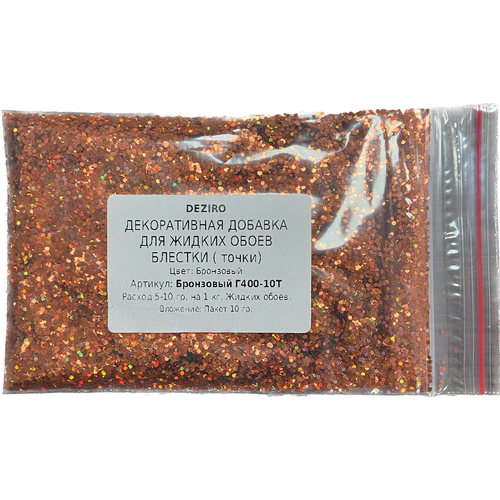 DEZIRO
ДЕКОРАТИВНАЯ ДОБАВКА
ДЛЯ ЖИДКИХ ОБОЕВ
БЛЕСТКИ ( точки)
Цвет: Бронзовый
Артикул: Бронзовый Г400-10Т
Расход 5-10 гр. на 1 кг. Жидких обоев.
Вложение: Пакет 10 гр.